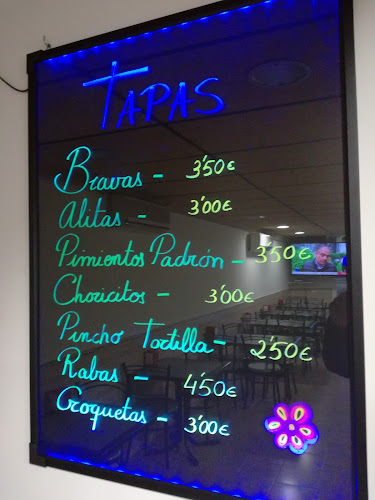 TAPAS
Bravas - 3'50€
Alitas - 3'00€
Pimientos Padrón - 3'50€
Choricitos - 3'00€
Pincho Tortilla - 2'50€
Rabas - 4'50€
Croquetas - 3'00€